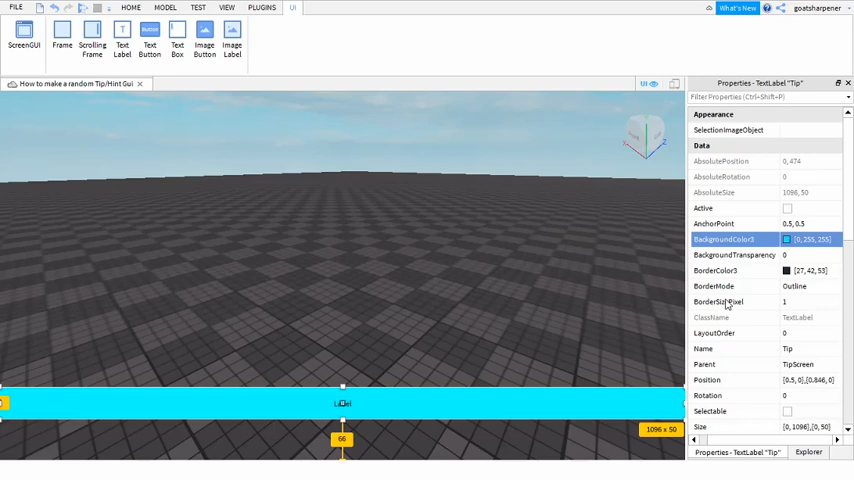 FILE HOME MODEL TEST VIEW PLUGINS UI What's New goatsharpener
ScreenGUI Frame Scrolling Frame Text Label Text Button Text Box Image Button Image Label
Button
How to make a random Tip/Hint Gui
UI
Properties - TextLabel "Tip"
Filter Properties (Ctrl+Shift+P)
Appearance
SelectionImageObject
Data
AbsolutePosition 0, 474
AbsoluteRotation 0
AbsoluteSize 1096, 50
Active
AnchorPoint 0.5, 0.5
BackgroundColor3 [0, 255, 255]
BackgroundTransparency 0
BorderColor3 [27, 42, 53]
BorderMode Outline
BorderSizePixel 1
ClassName TextLabel
LayoutOrder 0
Name Tip
Parent TipScreen
Position {0.5, 0},{0.846, 0}
Rotation 0
Selectable
Size {0, 1096},{0, 50}
X Z
Label
0
66
1096 x 50
Properties - TextLabel "Tip" Explorer